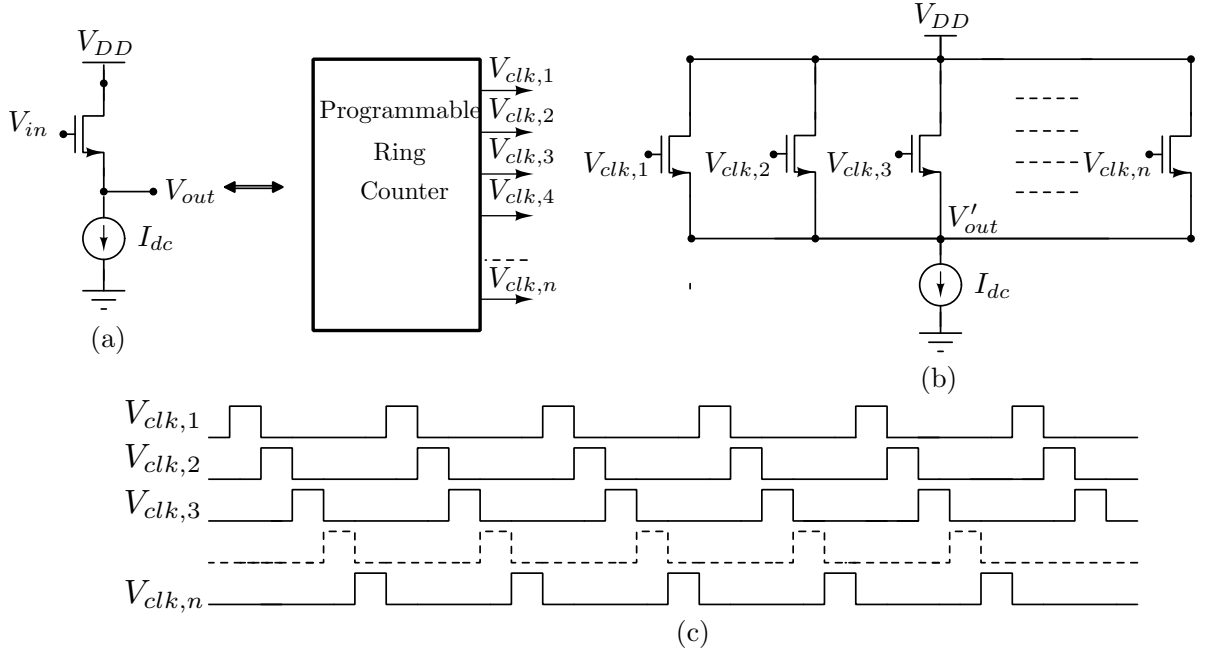 V_{DD}
V_{in}
V_{out}
I_{dc}
(a)
Programmable
Ring
Counter
V_{clk,1}
V_{clk,2}
V_{clk,3}
V_{clk,4}
V_{clk,n}
V_{DD}
V_{clk,1}
V_{clk,2}
V_{clk,3}
V_{clk,n}
V'_{out}
I_{dc}
(b)
V_{clk,1}
V_{clk,2}
V_{clk,3}
V_{clk,n}
(c)